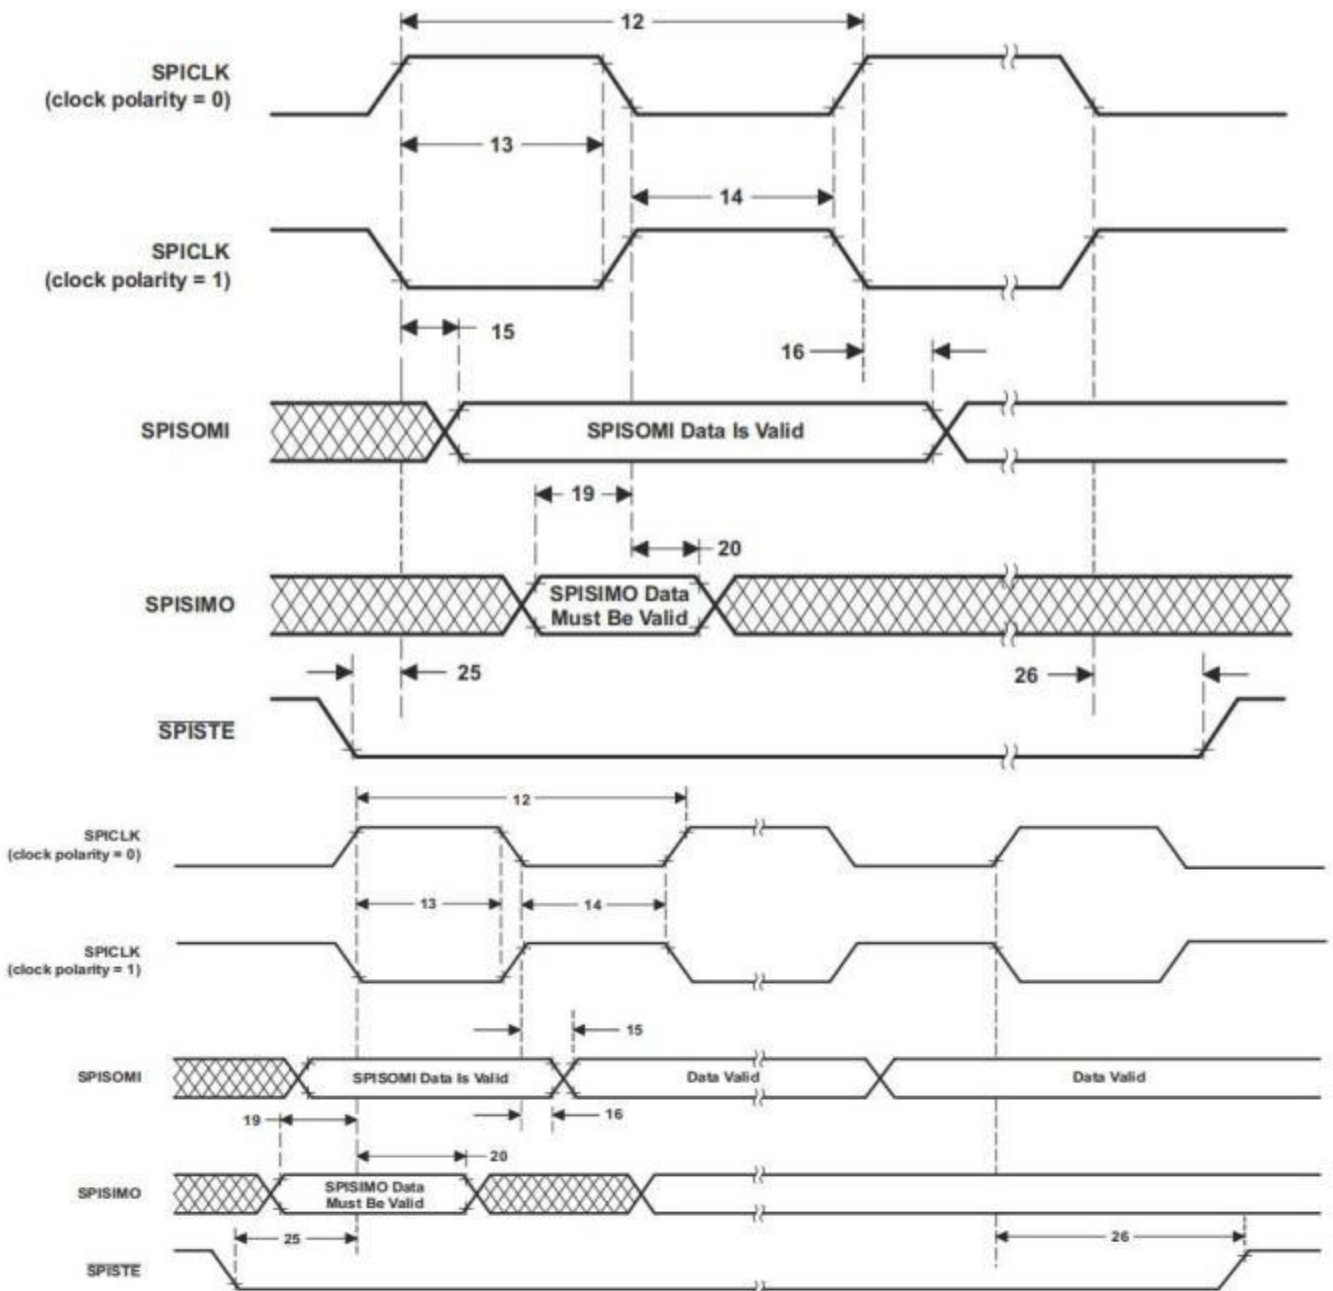 12
SPICLK
(clock polarity = 0)
13
14
SPICLK
(clock polarity = 1)
15
16
SPISOMI
SPISOMI Data Is Valid
19
20
SPISIMO
SPISIMO Data
Must Be Valid
25
26
SPISTE
12
SPICLK
(clock polarity = 0)
13
14
SPICLK
(clock polarity = 1)
15
SPISOMI
SPISOMI Data Is Valid
Data Valid
Data Valid
19
16
20
SPISIMO
SPISIMO Data
Must Be Valid
25
26
SPISTE